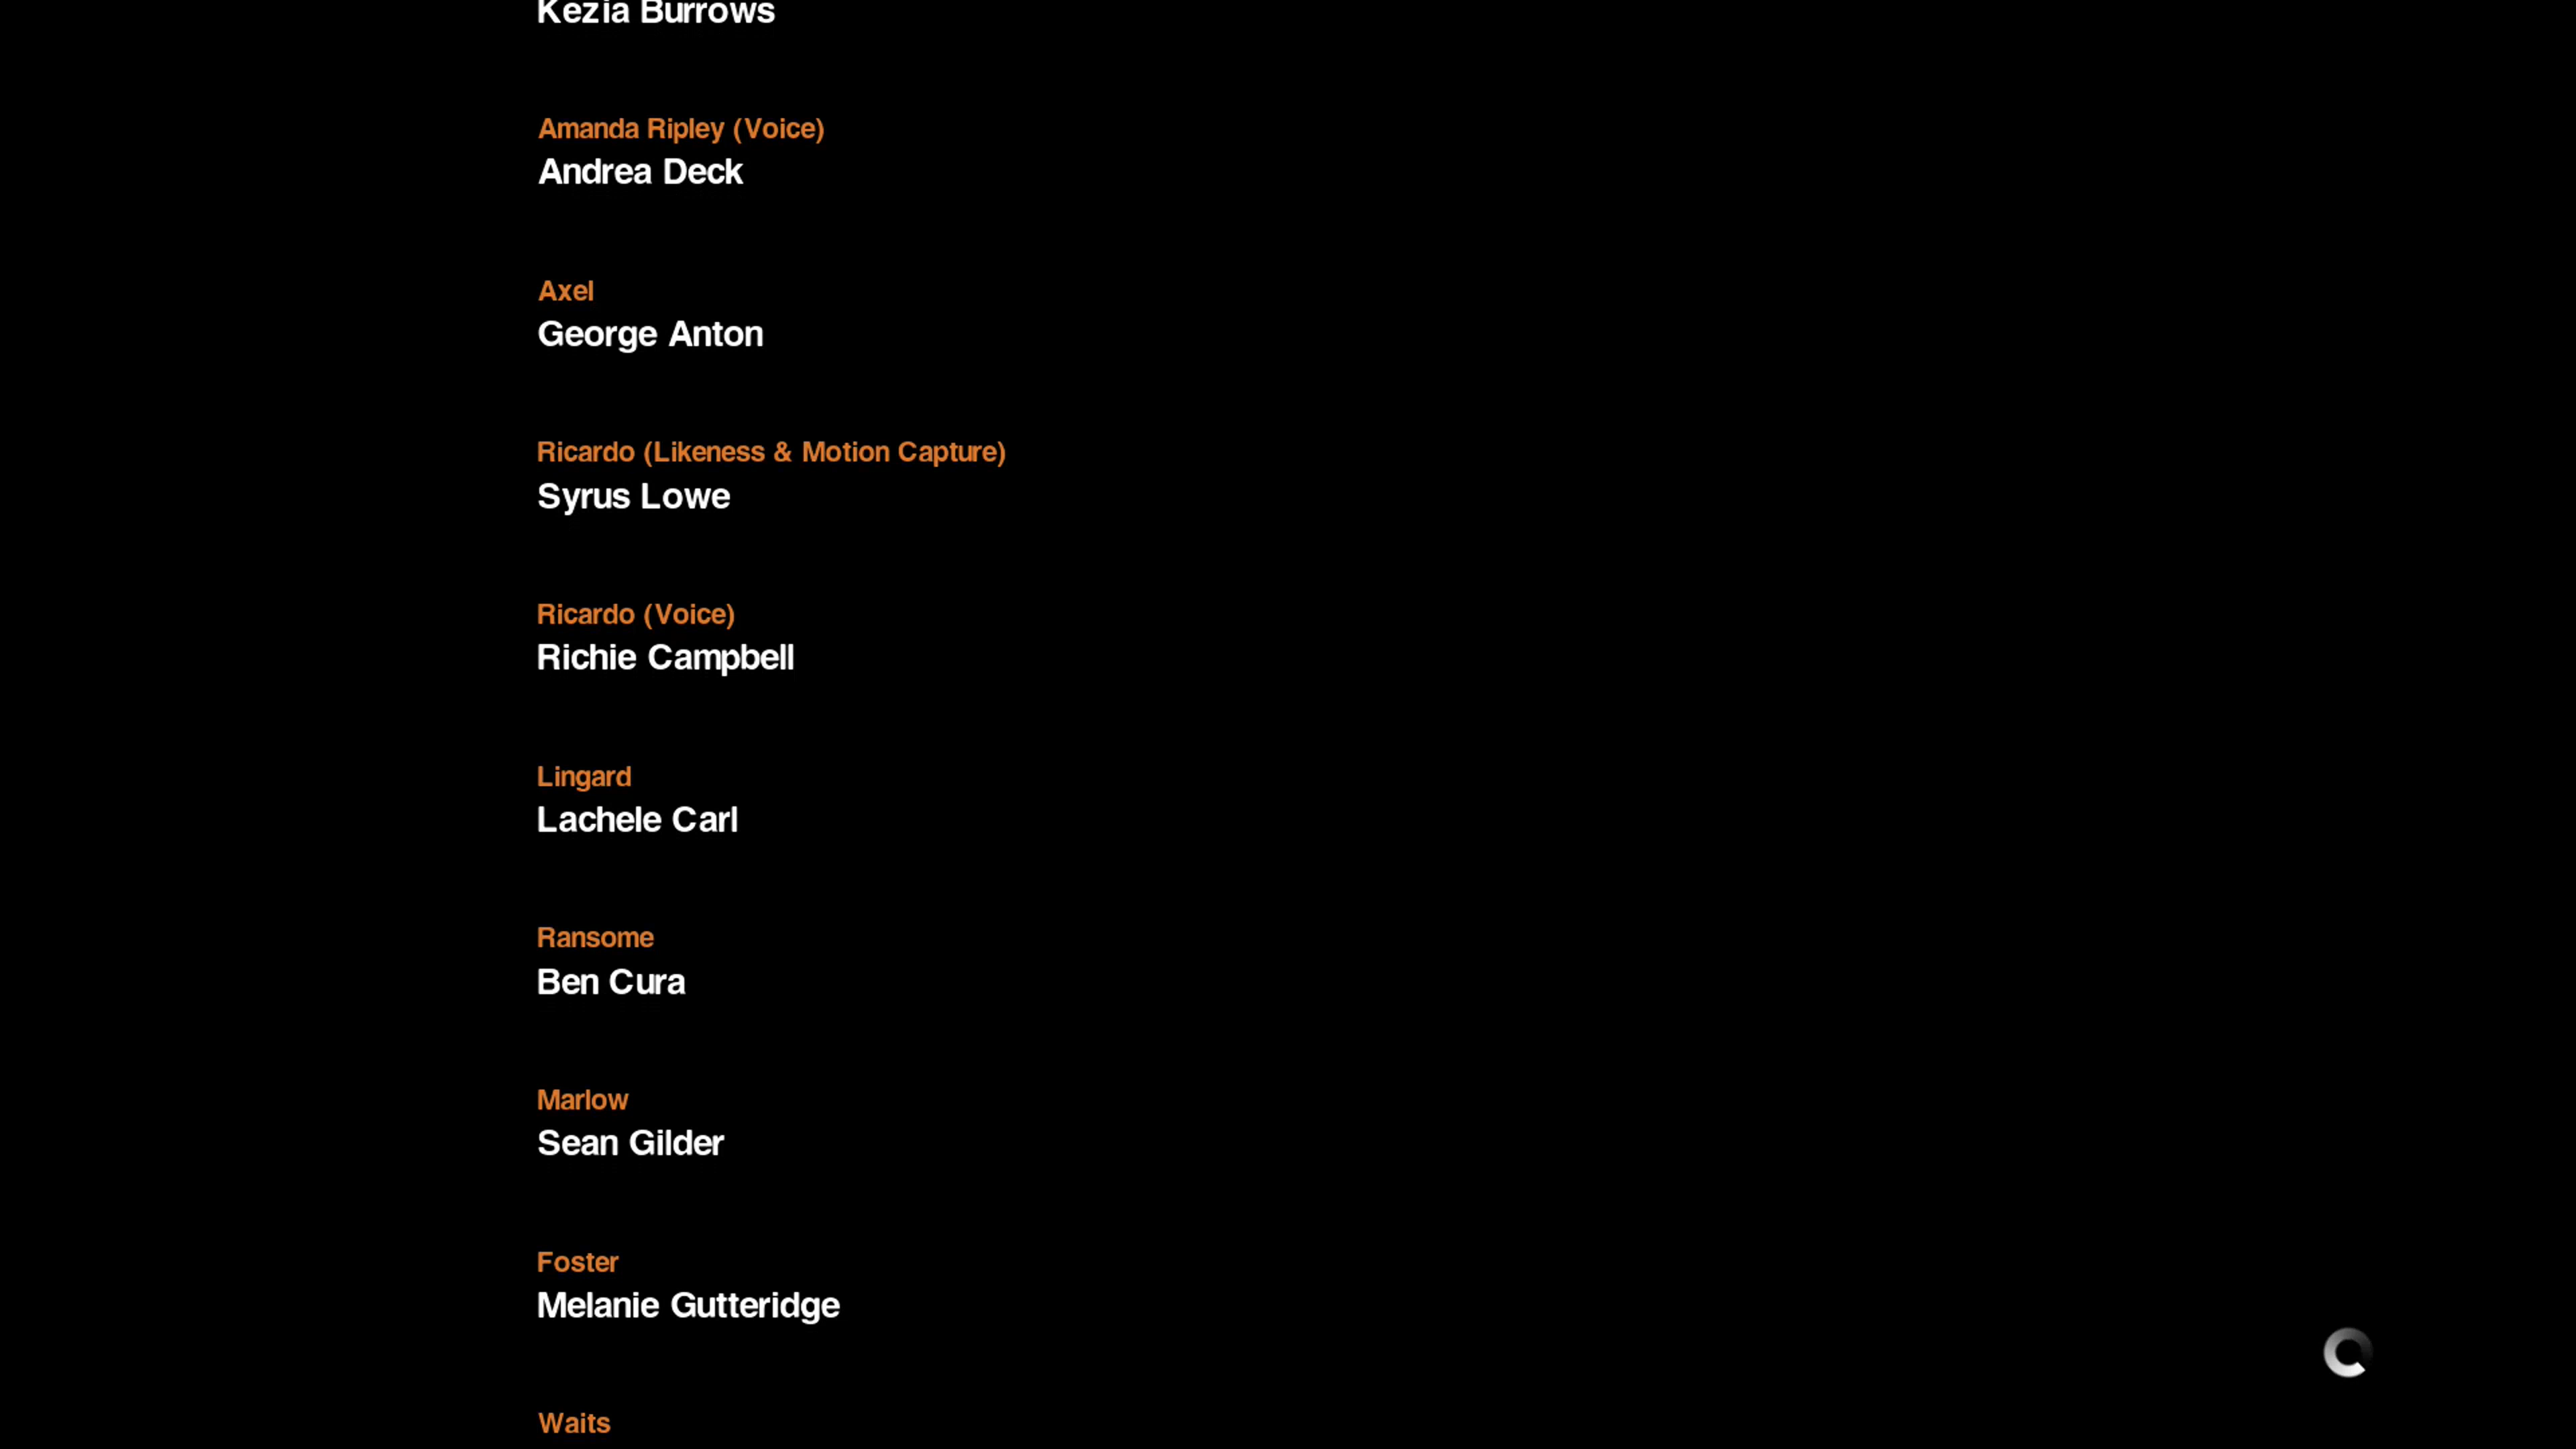 Kezia Burrows
Amanda Ripley (Voice)
Andrea Deck
Axel
George Anton
Ricardo (Likeness & Motion Capture)
Syrus Lowe
Ricardo (Voice)
Richie Campbell
Lingard
Lachele Carl
Ransome
Ben Cura
Marlow
Sean Gilder
Foster
Melanie Gutteridge
Waits